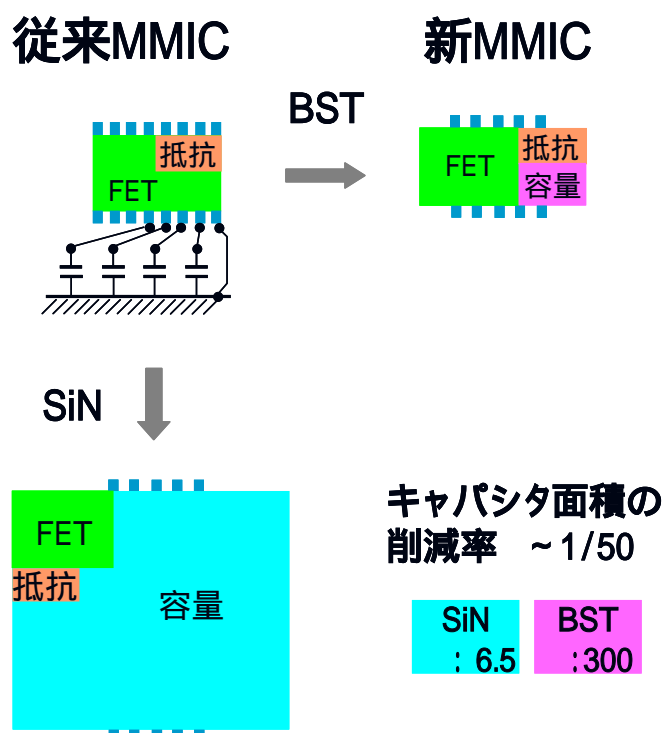 従来MMIC
新MMIC
BST
抵抗
FET
FET
抵抗
容量
SiN
FET
抵抗
容量
キャパシタ面積の
削減率 ~1/50
SiN
: 6.5
BST
:300